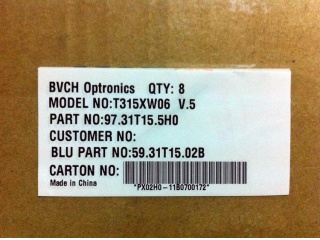 BVCH Optronics QTY: 8
MODEL NO:T315XW06 V.5
PART NO:97.31T15.5H0
CUSTOMER NO:
BLU PART NO:59.31T15.02B
CARTON NO:
Made in China
*PX02H0-11B0700172*